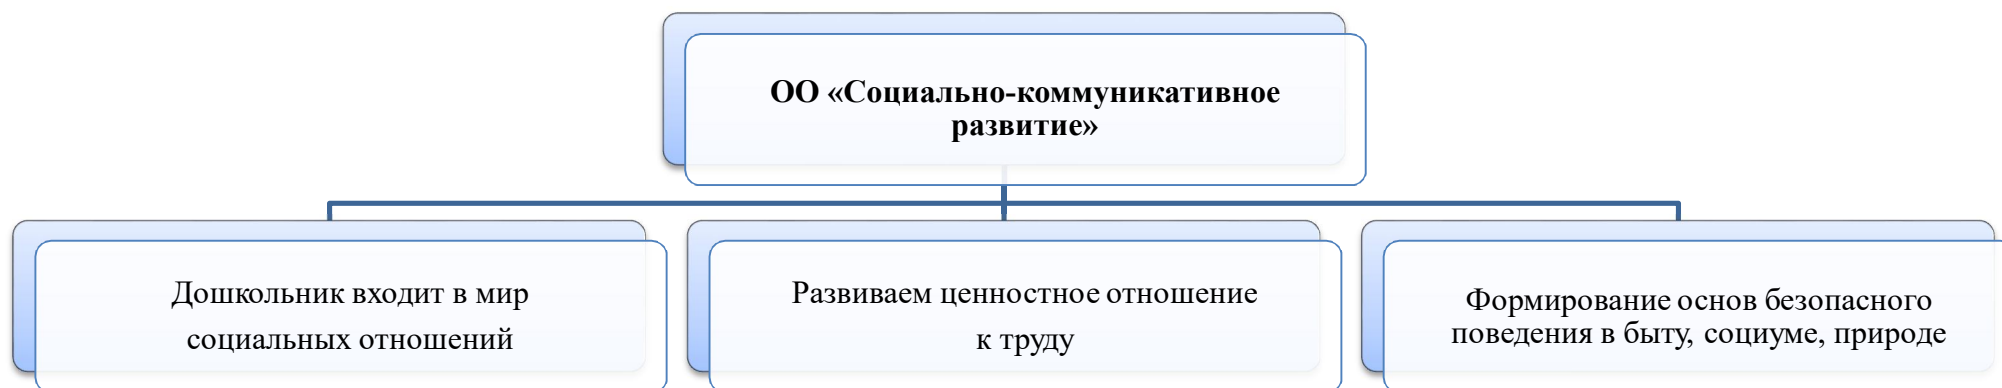 ОО «Социально-коммуникативное
развитие»
Дошкольник входит в мир
социальных отношений
Развиваем ценностное отношение
к труду
Формирование основ безопасного
поведения в быту, социуме, природе